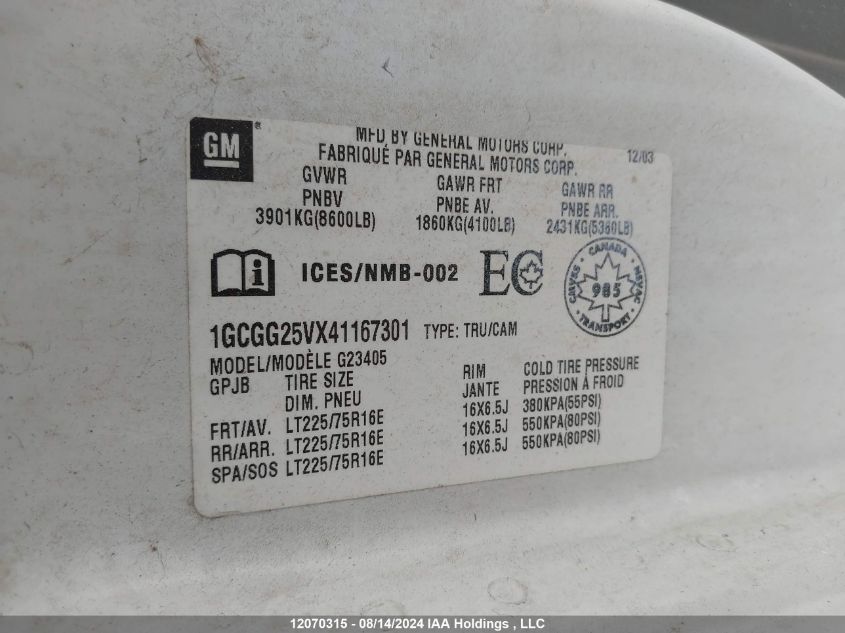 GM ®
MFD BY GENERAL MOTORS CORP.
FABRIQUÉ PAR GENERAL MOTORS CORP.
12/03
GVWR GAWR FRT GAWR RR
PNBV PNBE AV. PNBE ARR.
3901KG(8600LB) 1860KG(4100LB) 2431KG(5360LB)
i ICES/NMB-002 EC
CANADA
CMVSS 985 NSVAC
TRANSPORT
1GCGG25VX41167301 TYPE: TRU/CAM
MODEL/MODÈLE G23405
GPJB TIRE SIZE RIM COLD TIRE PRESSURE
DIM. PNEU JANTE PRESSION À FROID
FRT/AV. LT225/75R16E 16X6.5J 380KPA(55PSI)
RR/ARR. LT225/75R16E 16X6.5J 550KPA(80PSI)
SPA/SOS LT225/75R16E 16X6.5J 550KPA(80PSI)
12070315 - 08/14/2024 IAA Holdings , LLC